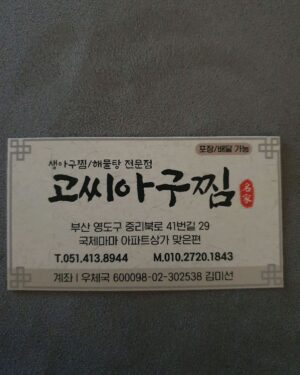 포장/배달 가능
생아구찜/해물탕 전문점
고씨아구찜
名家
부산 영도구 중리북로 41번길 29
국제마마 아파트상가 맞은편
T.051.413.8944 M.010.2720.1843
계좌 | 우체국 600098-02-302538 김미선